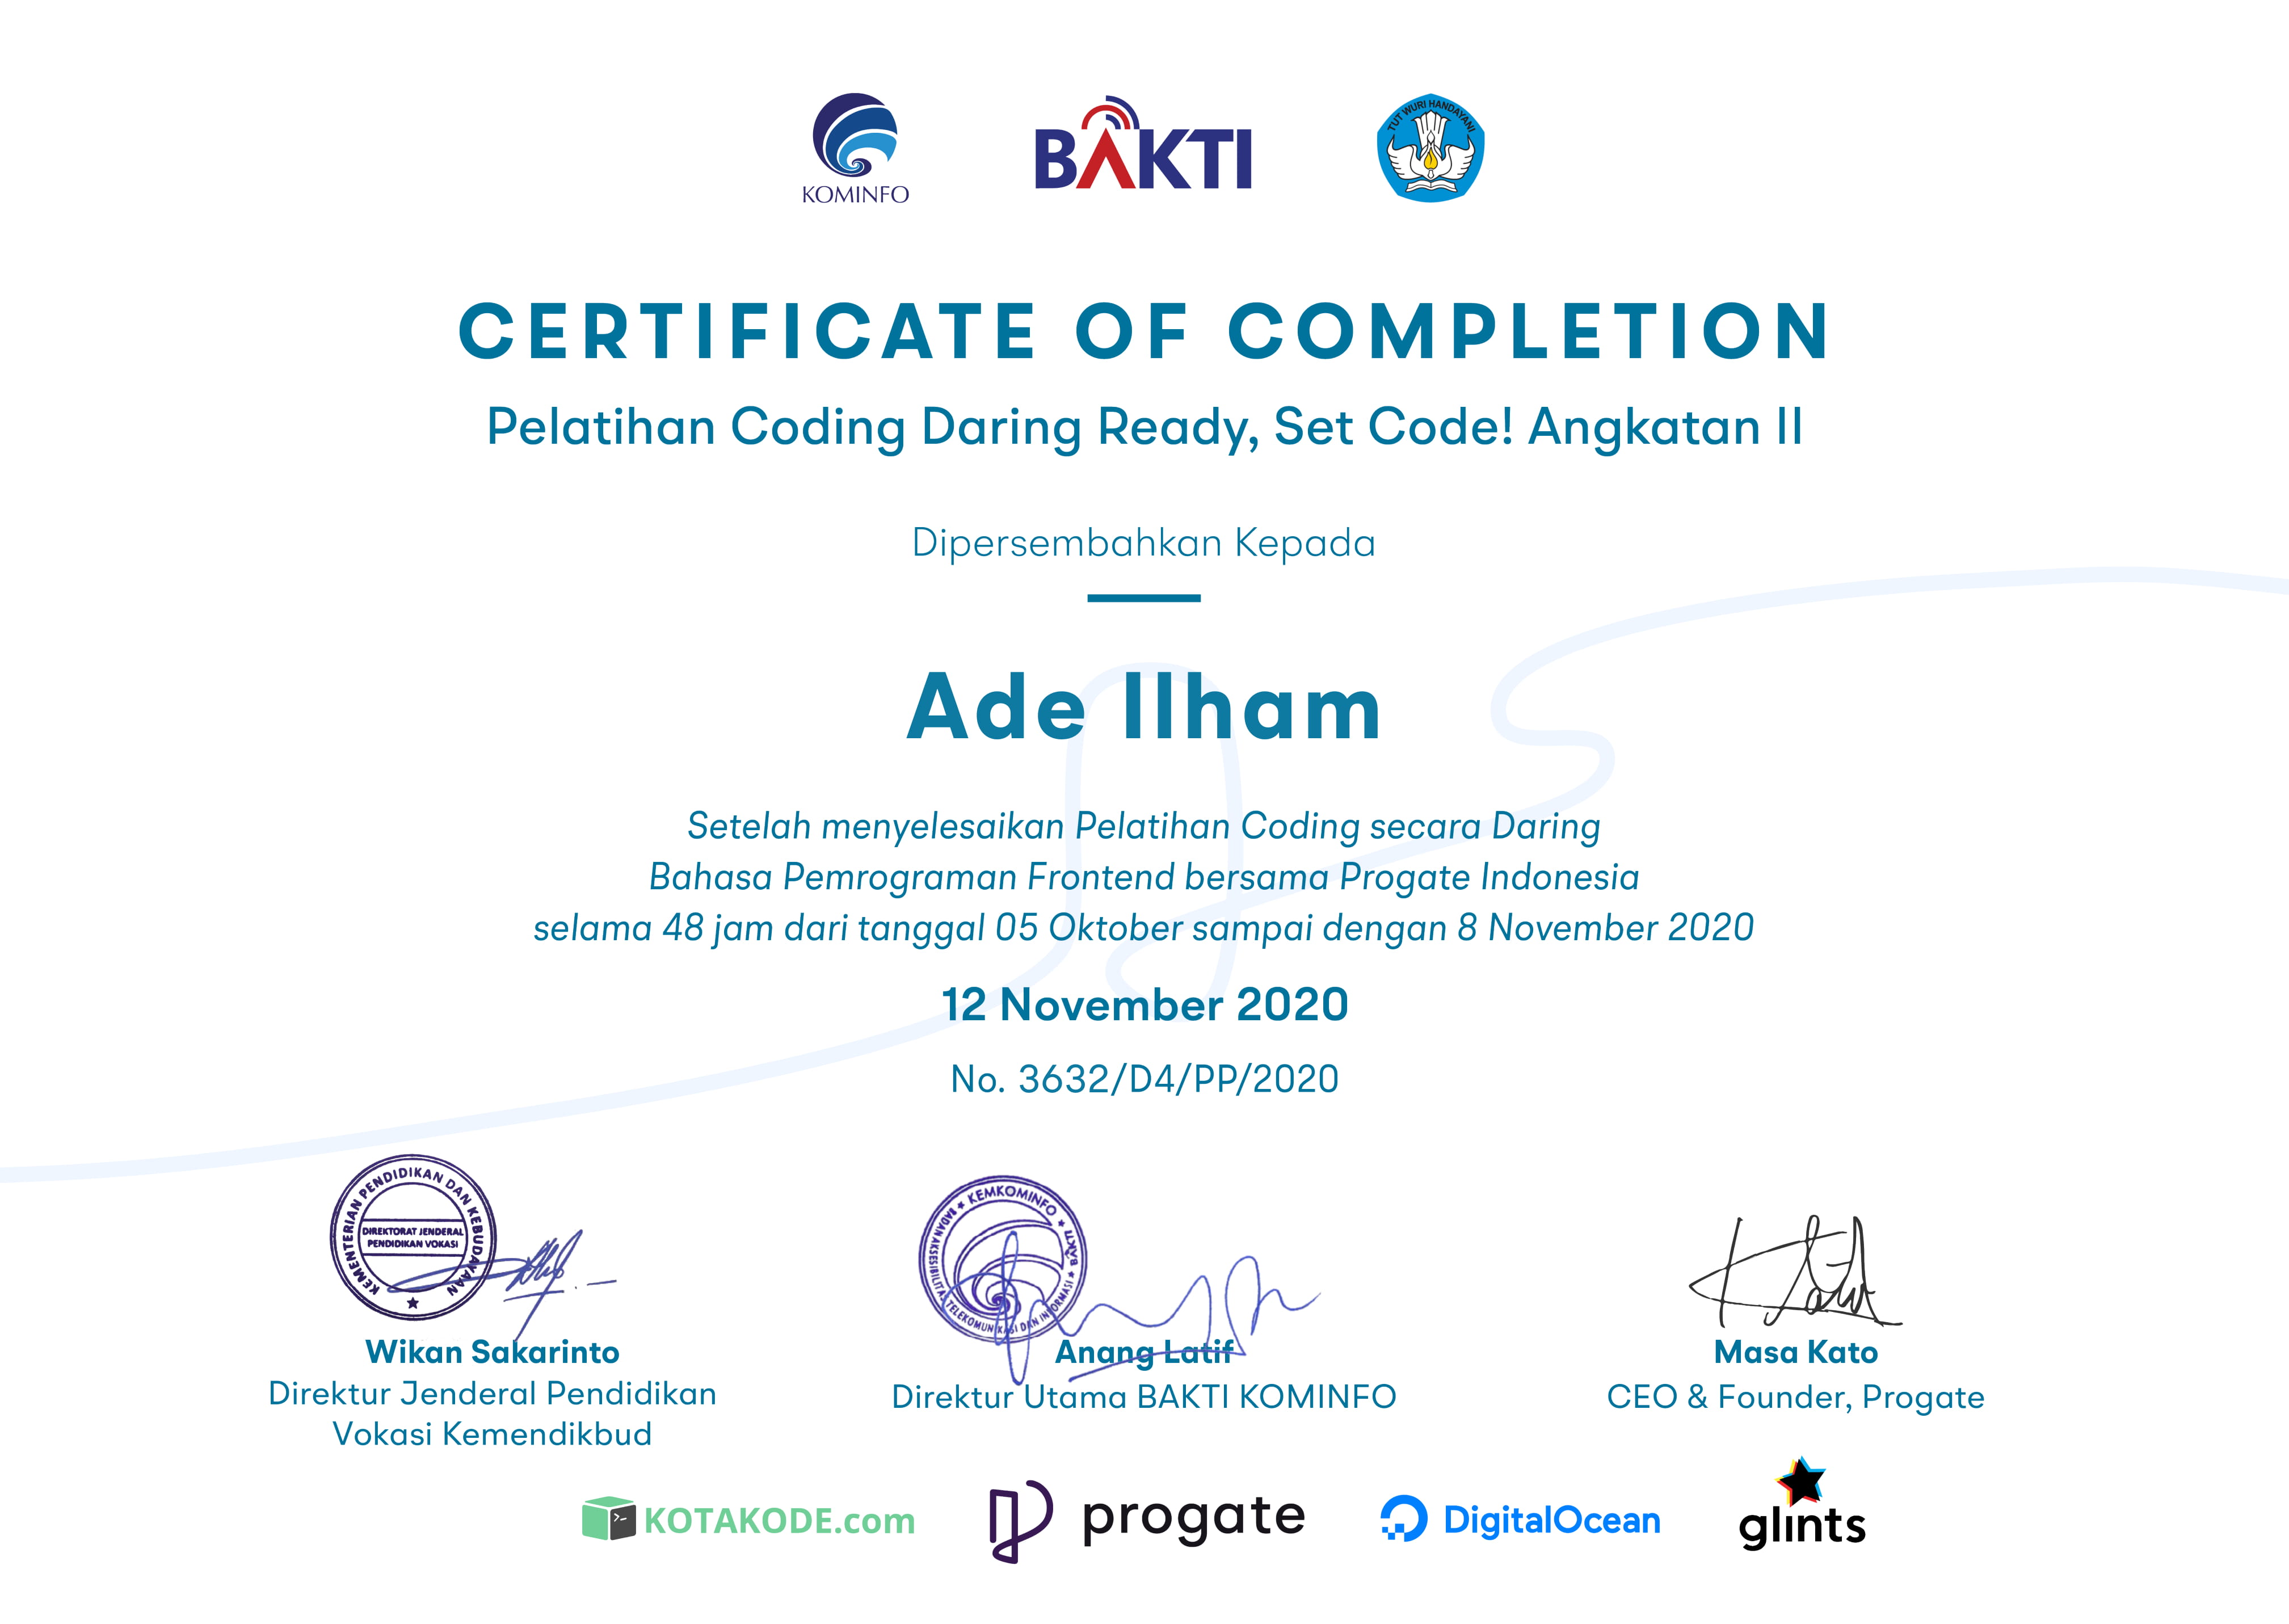 KOMINFO
BAKTI
TUT WURI HANDAYANI
CERTIFICATE OF COMPLETION
Pelatihan Coding Daring Ready, Set Code! Angkatan II
Dipersembahkan Kepada
Ade Ilham
Setelah menyelesaikan Pelatihan Coding secara Daring
Bahasa Pemrograman Frontend bersama Progate Indonesia
selama 48 jam dari tanggal 05 Oktober sampai dengan 8 November 2020
12 November 2020
No. 3632/D4/PP/2020
KEMENTERIAN PENDIDIKAN DAN KEBUDAYAAN
DIREKTORAT JENDERAL
PENDIDIKAN VOKASI
KEMKOMINFO
BAKTI
BADAN AKSESIBILITAS TELEKOMUNIKASI DAN INFORMASI
Wikan Sakarinto
Direktur Jenderal Pendidikan
Vokasi Kemendikbud
Anang Latif
Direktur Utama BAKTI KOMINFO
Masa Kato
CEO & Founder, Progate
KOTAKODE.com
progate
DigitalOcean
glints